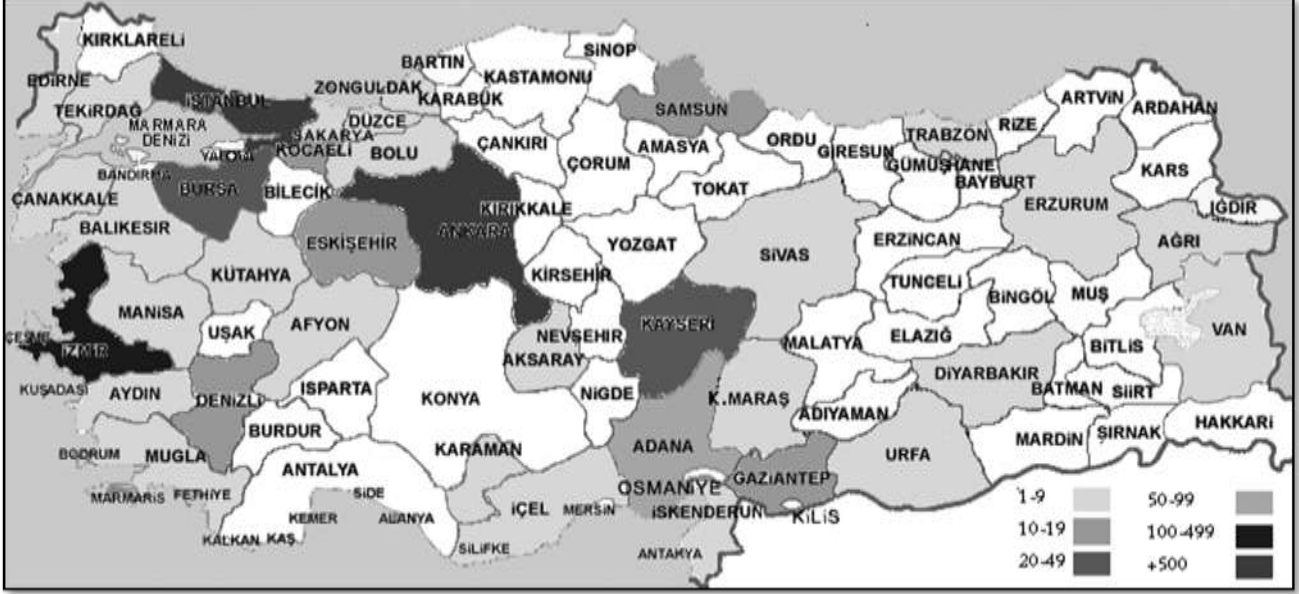 KIRKLARELİ
EDİRNE
TEKİRDAĞ
İSTANBUL
MARMARA
DENİZİ
YALOVA
KOCAELİ
SAKARYA
DÜZCE
BOLU
ZONGULDAK
BARTIN
KARABÜK
KASTAMONU
SİNOP
SAMSUN
ÇANKIRI
ÇORUM
AMASYA
TOKAT
ORDU
GİRESUN
TRABZON
GÜMÜŞHANE
BAYBURT
RİZE
ARTVİN
ARDAHAN
KARS
IĞDIR
AĞRI
ERZURUM
ERZİNCAN
TUNCELİ
BİNGÖL
MUŞ
BİTLİS
VAN
HAKKARİ
ŞIRNAK
SİİRT
BATMAN
MARDİN
DİYARBAKIR
ELAZIĞ
MALATYA
ADIYAMAN
URFA
GAZİANTEP
KİLİS
K.MARAŞ
OSMANİYE
İSKENDERUN
ANTAKYA
ADANA
MERSİN
İÇEL
SİLİFKE
KARAMAN
KONYA
NİGDE
KAYSERİ
SİVAS
YOZGAT
KIRIKKALE
KIRSEHİR
NEVŞEHİR
AKSARAY
ANKARA
ESKİŞEHİR
BİLECİK
BURSA
BANDIRMA
ÇANAKKALE
BALIKESIR
KÜTAHYA
MANİSA
UŞAK
AFYON
ÇEŞME
İZMİR
KUŞADASI
AYDIN
DENİZLİ
ISPARTA
BURDUR
BODRUM
MUGLA
MARMARİS
FETHİYE
ANTALYA
SİDE
KEMER
ALANYA
KALKAN
KAŞ
1-9
10-19
20-49
50-99
100-499
+500